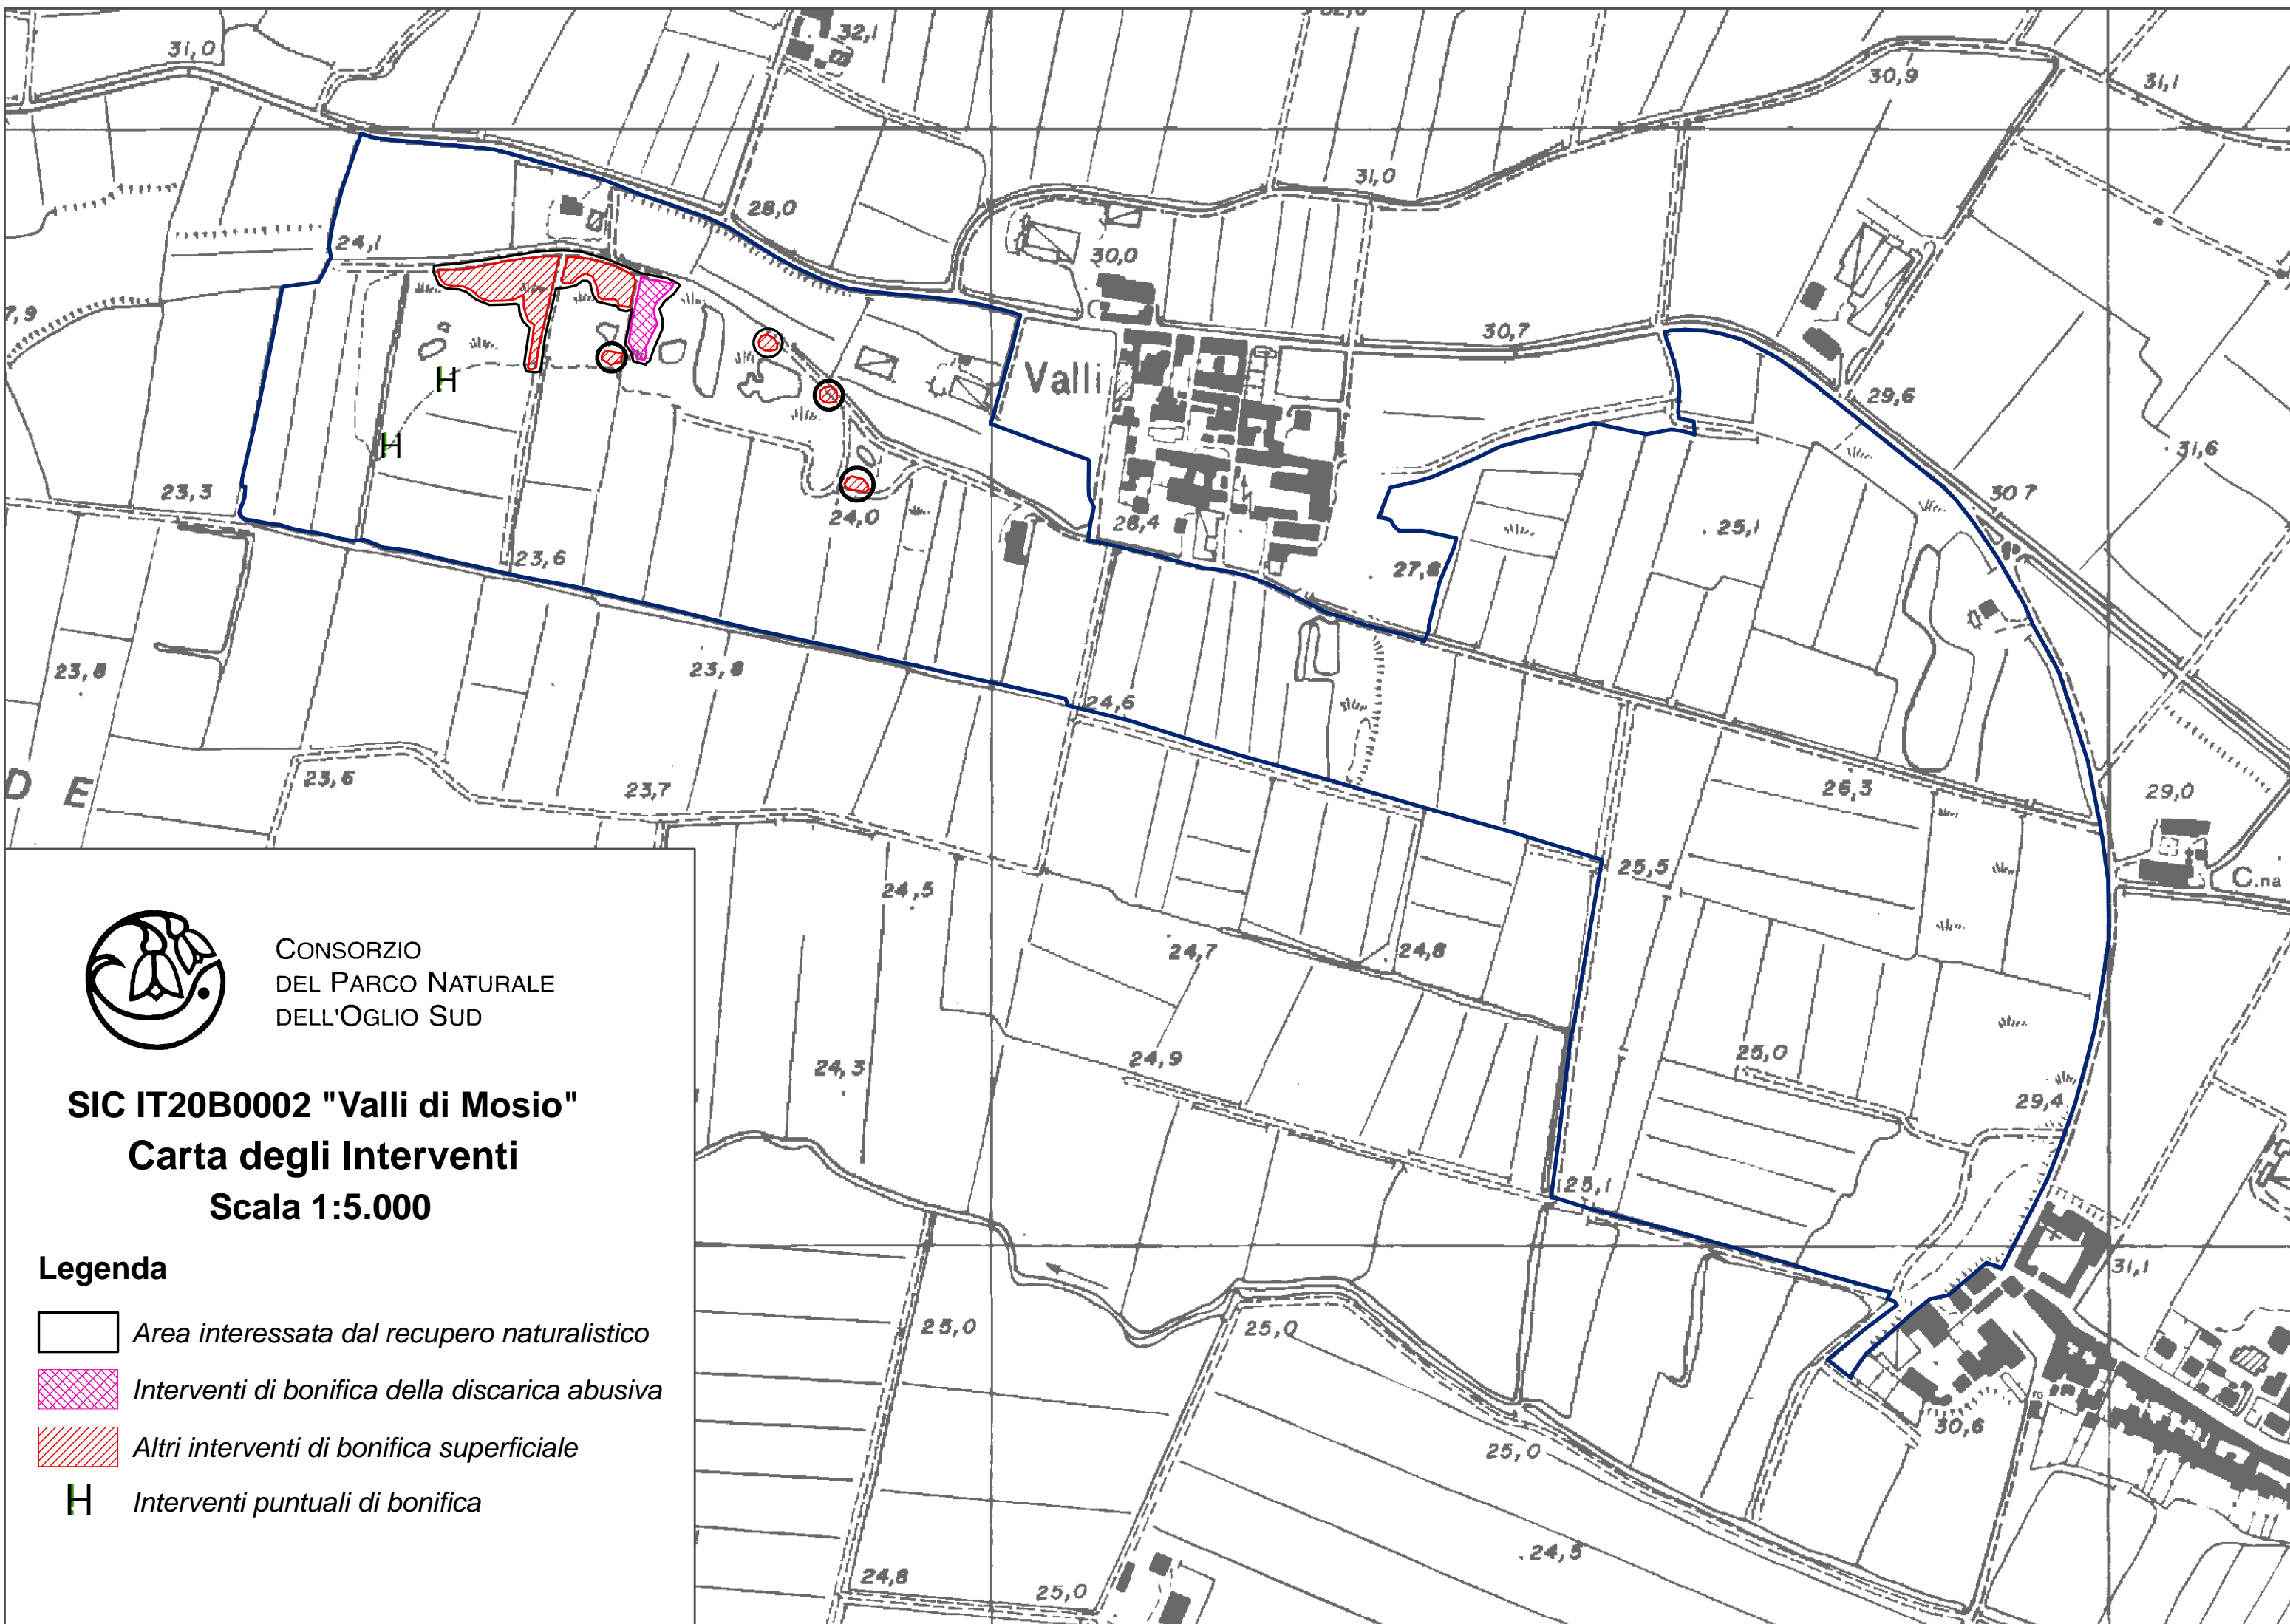 31,0
32,1
30,9
31,1
28,0
31,0
24,1
30,0
30,7
Valli
29,6
31,6
23,3
24,0
28,4
25,1
30 7
23,6
27,8
23,8
23,8
24,6
D E
23,6
23,7
26,3
29,0
24,5
25,5
C.na
24,7
24,8
24,3
24,9
25,0
29,4
25,1
31,1
25,0
25,0
25,0
30,6
24,5
24,8
25,0
CONSORZIO
DEL PARCO NATURALE
DELL'OGLIO SUD
SIC IT20B0002 "Valli di Mosio"
Carta degli Interventi
Scala 1:5.000
Legenda
Area interessata dal recupero naturalistico
Interventi di bonifica della discarica abusiva
Altri interventi di bonifica superficiale
H Interventi puntuali di bonifica
H
H